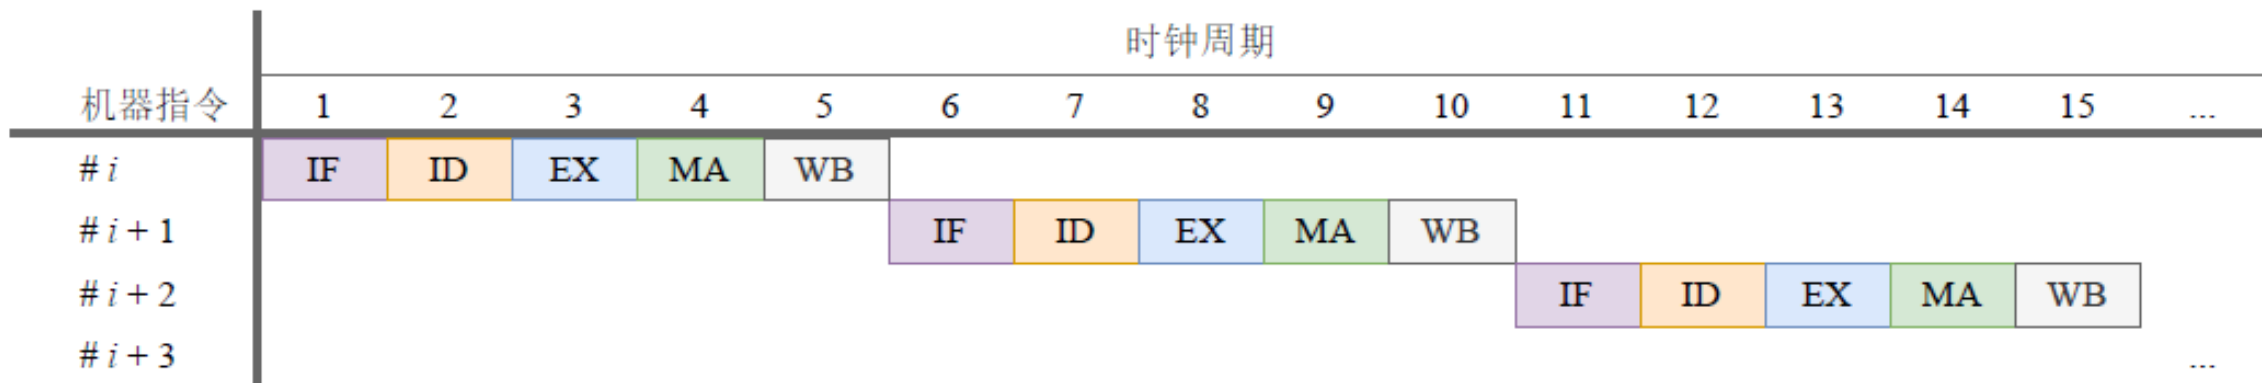 时钟周期
机器指令 1 2 3 4 5 6 7 8 9 10 11 12 13 14 15 ...
# i IF ID EX MA WB
# i + 1 IF ID EX MA WB
# i + 2 IF ID EX MA WB
# i + 3 ...